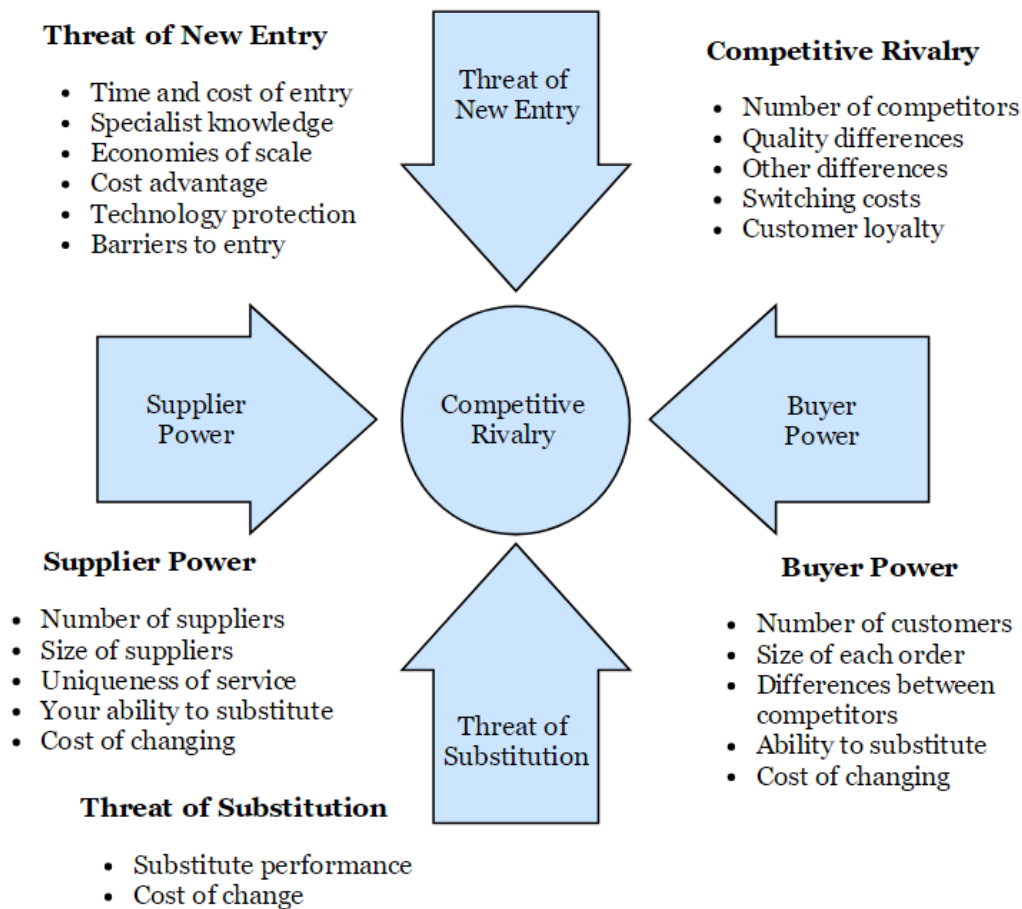 Threat of New Entry
• Time and cost of entry
• Specialist knowledge
• Economies of scale
• Cost advantage
• Technology protection
• Barriers to entry
Threat of
New Entry
Competitive Rivalry
• Number of competitors
• Quality differences
• Other differences
• Switching costs
• Customer loyalty
Supplier
Power
Competitive
Rivalry
Buyer
Power
Supplier Power
• Number of suppliers
• Size of suppliers
• Uniqueness of service
• Your ability to substitute
• Cost of changing
Threat of
Substitution
Buyer Power
• Number of customers
• Size of each order
• Differences between
competitors
• Ability to substitute
• Cost of changing
Threat of Substitution
• Substitute performance
• Cost of change